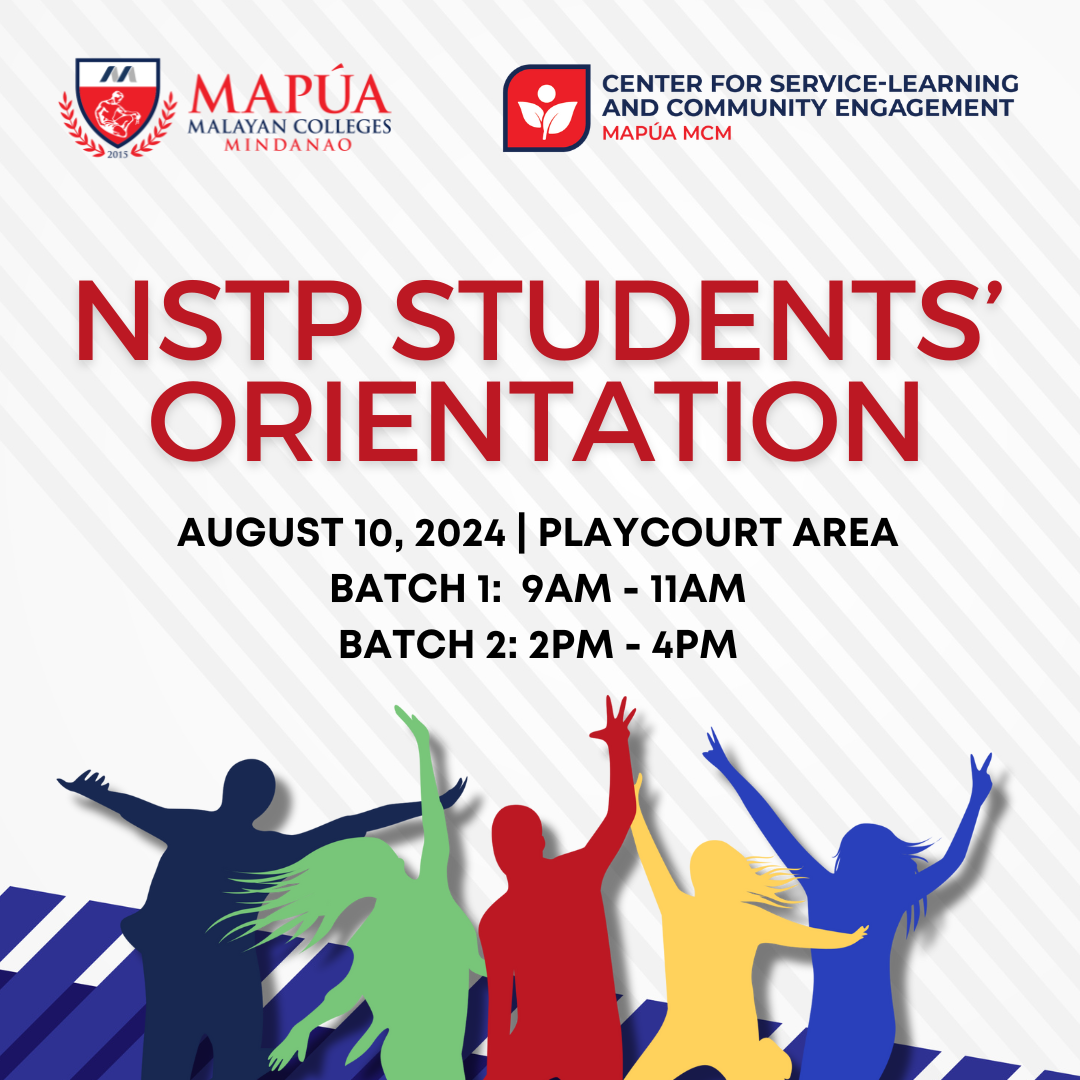 MAPÚA
MALAYAN COLLEGES
MINDANAO
2015
CENTER FOR SERVICE-LEARNING
AND COMMUNITY ENGAGEMENT
MAPÚA MCM
NSTP STUDENTS’
ORIENTATION
AUGUST 10, 2024 | PLAYCOURT AREA
BATCH 1: 9AM - 11AM
BATCH 2: 2PM - 4PM